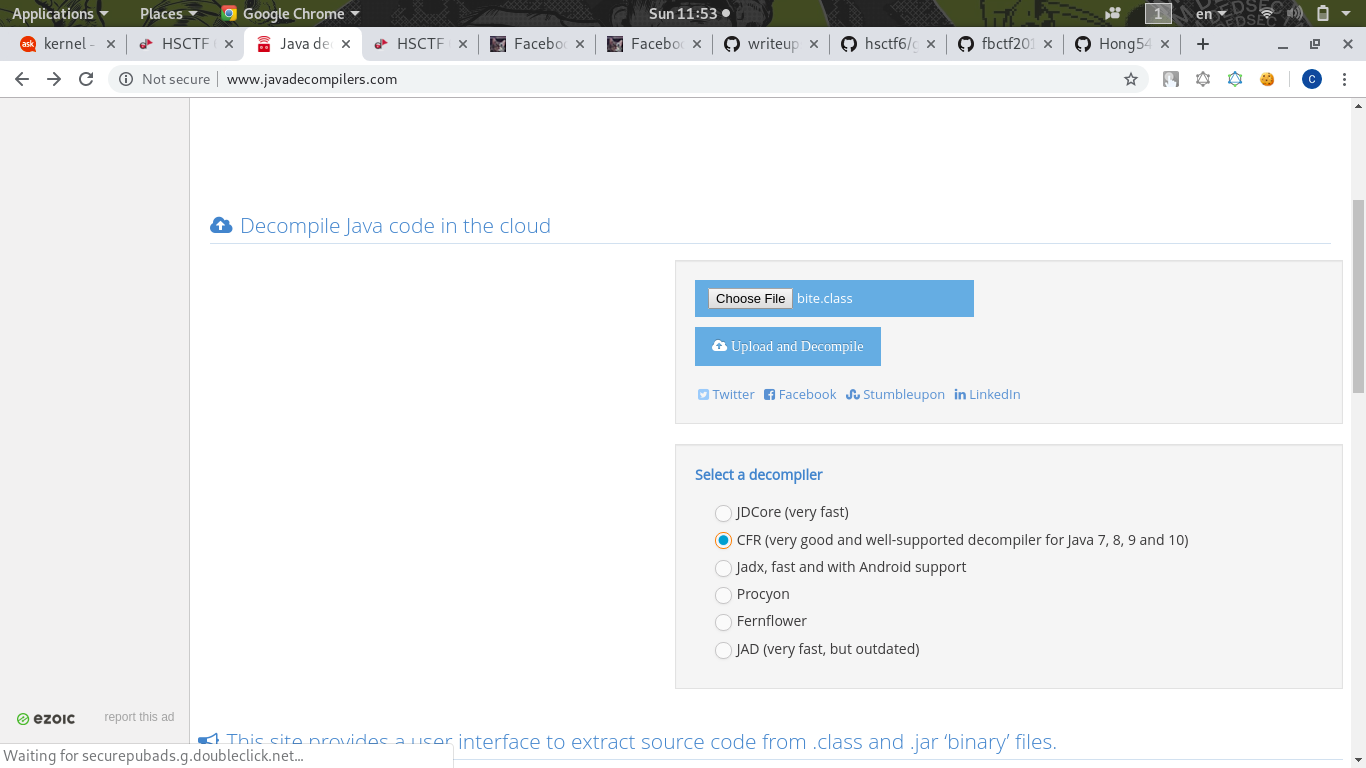 Applications Places Google Chrome Sun 11:53 1 en
ask kernel - HSCTF Java dec HSCTF Facebo Facebo writeup hsctf6/g fbctf201 Hong54
Not secure www.javadecompilers.com C
Decompile Java code in the cloud
Choose File bite.class
Upload and Decompile
Twitter Facebook Stumbleupon LinkedIn
Select a decompiler
JDCore (very fast)
CFR (very good and well-supported decompiler for Java 7, 8, 9 and 10)
Jadx, fast and with Android support
Procyon
Fernflower
JAD (very fast, but outdated)
ezoic report this ad
This site provides a user interface to extract source code from .class and .jar ‘binary’ files.
Waiting for securepubads.g.doubleclick.net...